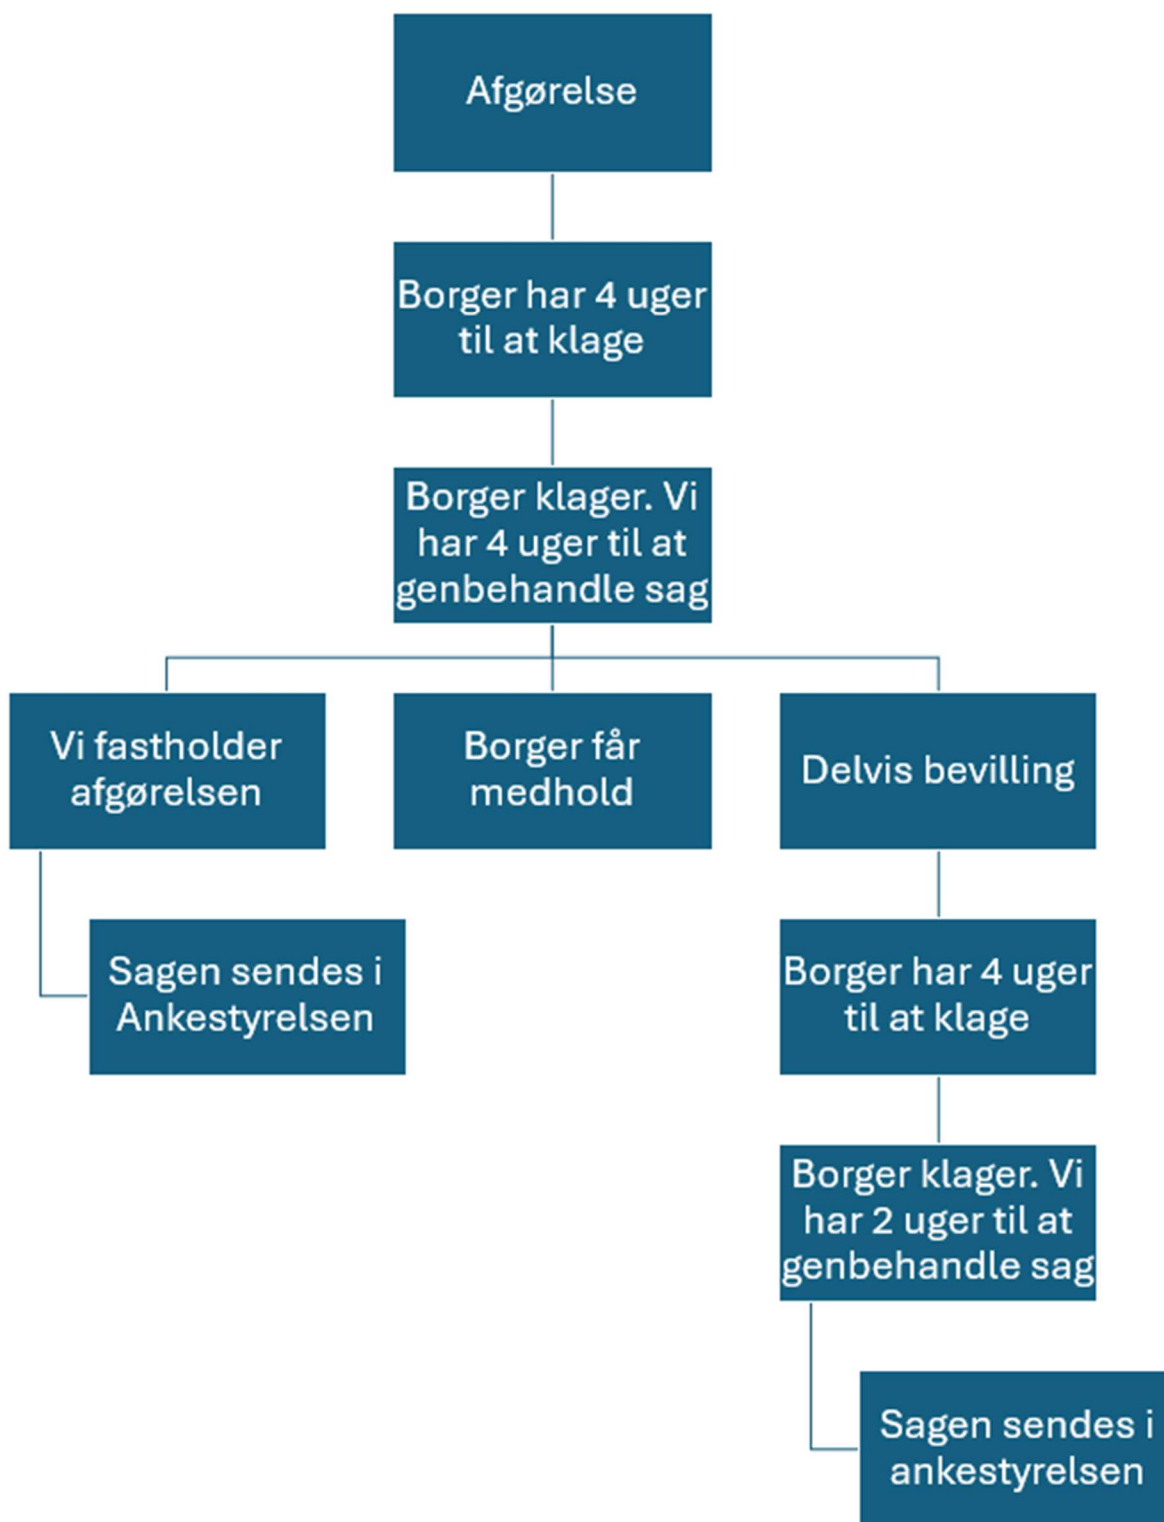 Afgørelse
Borger har 4 uger
til at klage
Borger klager. Vi
har 4 uger til at
genbehandle sag
Vi fastholder
afgørelsen
Borger får
medhold
Delvis bevilling
Sagen sendes i
Ankestyrelsen
Borger har 4 uger
til at klage
Borger klager. Vi
har 2 uger til at
genbehandle sag
Sagen sendes i
ankestyrelsen